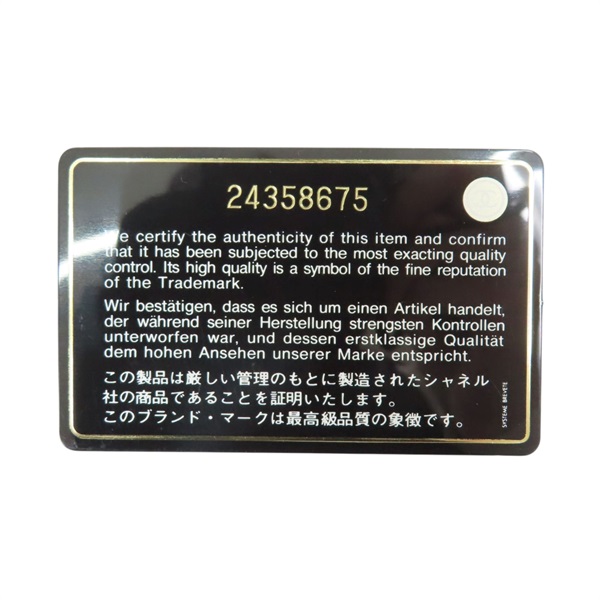 24358675
We certify the authenticity of this item and confirm
that it has been subjected to the most exacting quality
control. Its high quality is a symbol of the fine reputation
of the Trademark.
Wir bestätigen, dass es sich um einen Artikel handelt,
der während seiner Herstellung strengsten Kontrollen
unterworfen war, und dessen erstklassige Qualität
dem hohen Ansehen unserer Marke entspricht.
この製品は厳しい管理のもとに製造されたシャネル
社の商品であることを証明いたします。
このブランド・マークは最高級品質の象徴です。
SYSTEME BREVETE